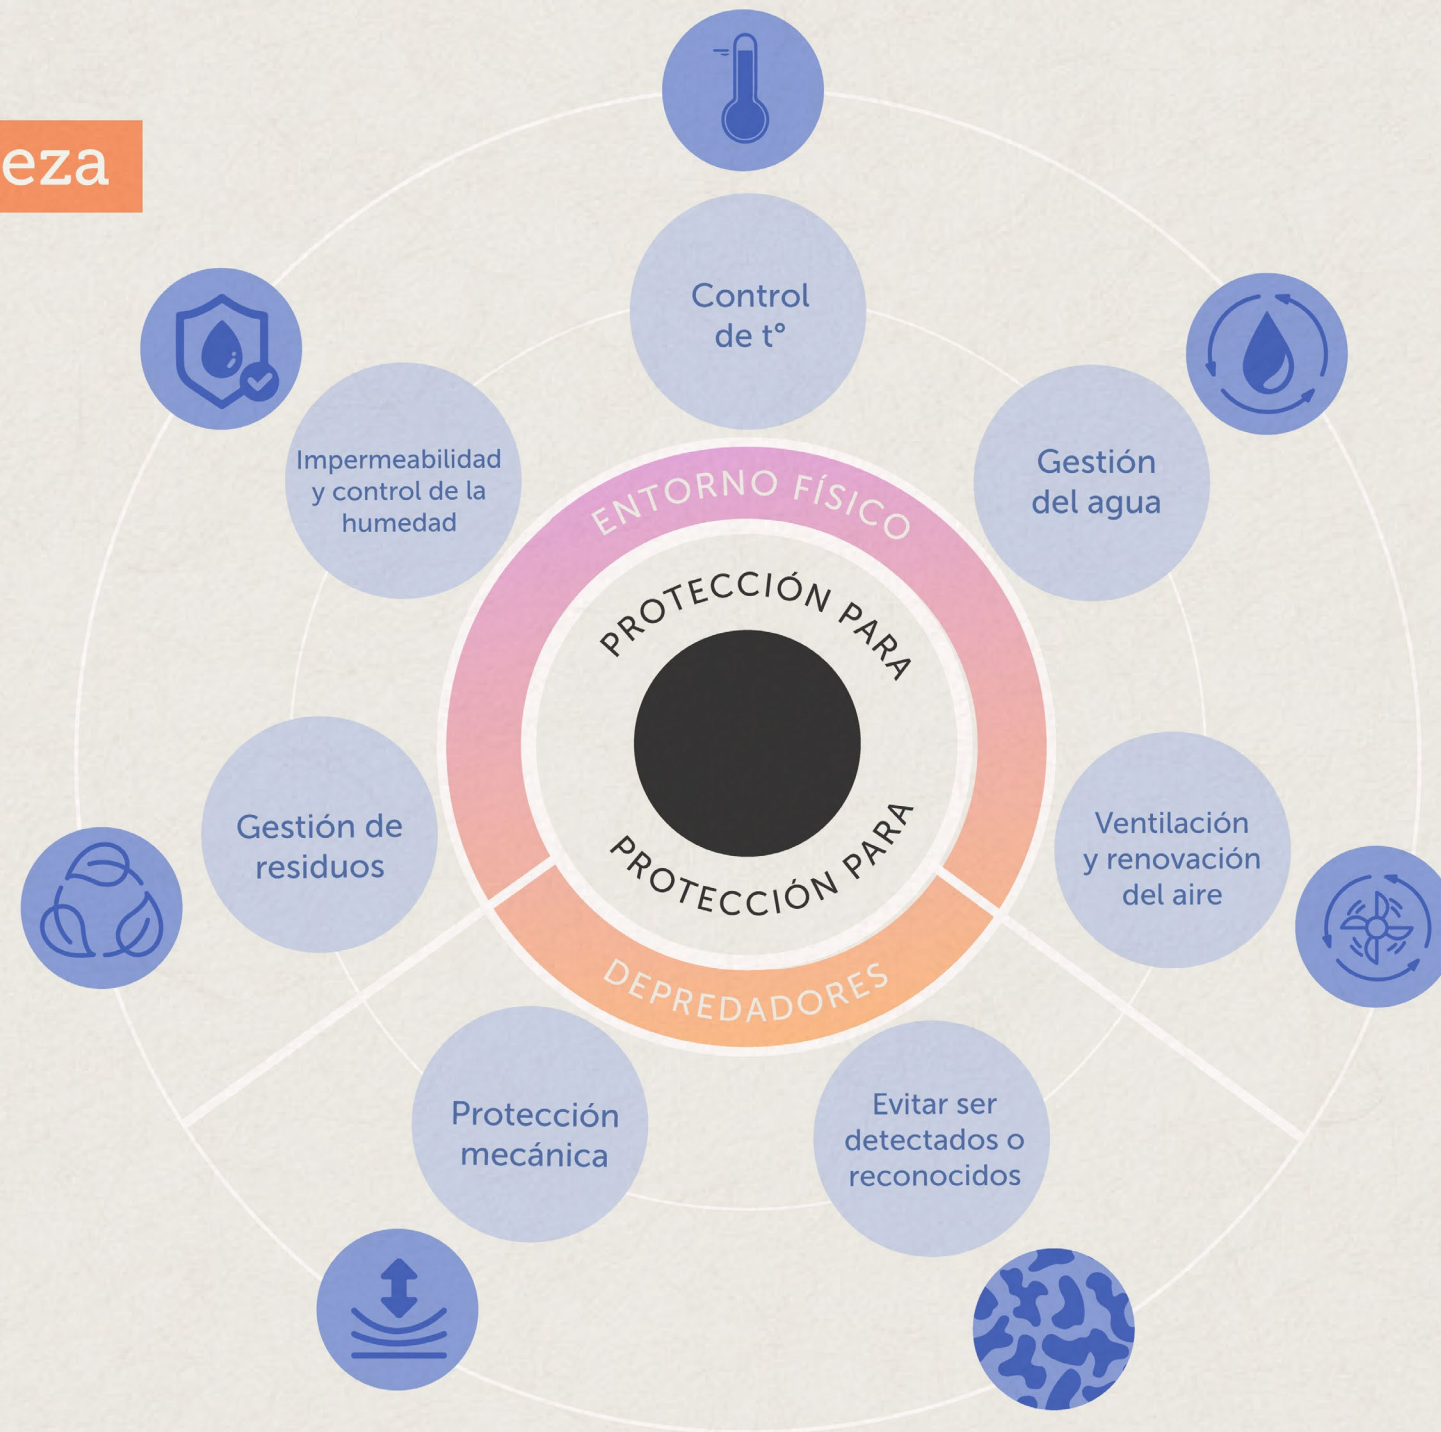 eza
Control
de t°
Impermeabilidad
y control de la
humedad
Gestión
del agua
ENTORNO FÍSICO
PROTECCIÓN PARA
PROTECCIÓN PARA
DEPREDADORES
Gestión de
residuos
Ventilación
y renovación
del aire
Protección
mecánica
Evitar ser
detectados o
reconocidos